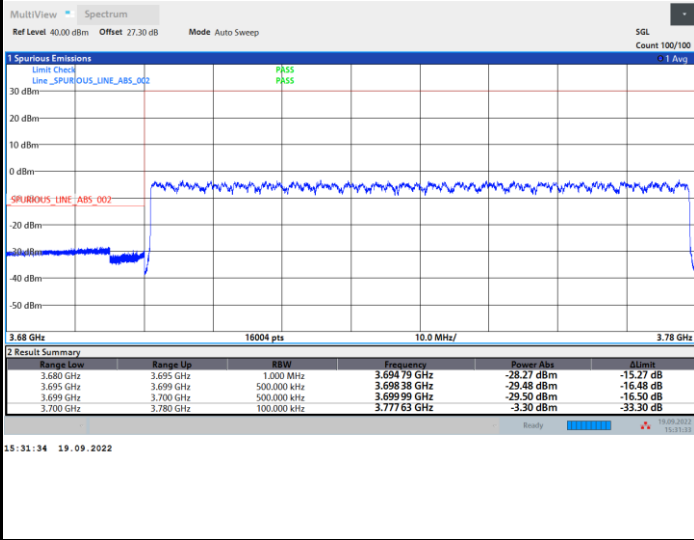 MultiView Spectrum
Ref Level 40.00 dBm Offset 27.30 dB Mode Auto Sweep SGL
Count 100/100
1 Spurious Emissions 1 Avg
Limit Check PASS
Line _SPURIOUS_LINE_ABS_002 PASS
30 dBm
20 dBm
10 dBm
0 dBm
_SPURIOUS_LINE_ABS_002
-20 dBm
-30 dBm
-40 dBm
-50 dBm
3.68 GHz 16004 pts 10.0 MHz/ 3.78 GHz
2 Result Summary
Range Low Range Up RBW Frequency Power Abs ΔLimit
3.680 GHz 3.695 GHz 1.000 MHz 3.694 79 GHz -28.27 dBm -15.27 dB
3.695 GHz 3.699 GHz 500.000 kHz 3.698 38 GHz -29.48 dBm -16.48 dB
3.699 GHz 3.700 GHz 500.000 kHz 3.699 99 GHz -29.50 dBm -16.50 dB
3.700 GHz 3.780 GHz 100.000 kHz 3.777 63 GHz -3.30 dBm -33.30 dB
Ready 19.09.2022
15:31:33
15:31:34 19.09.2022